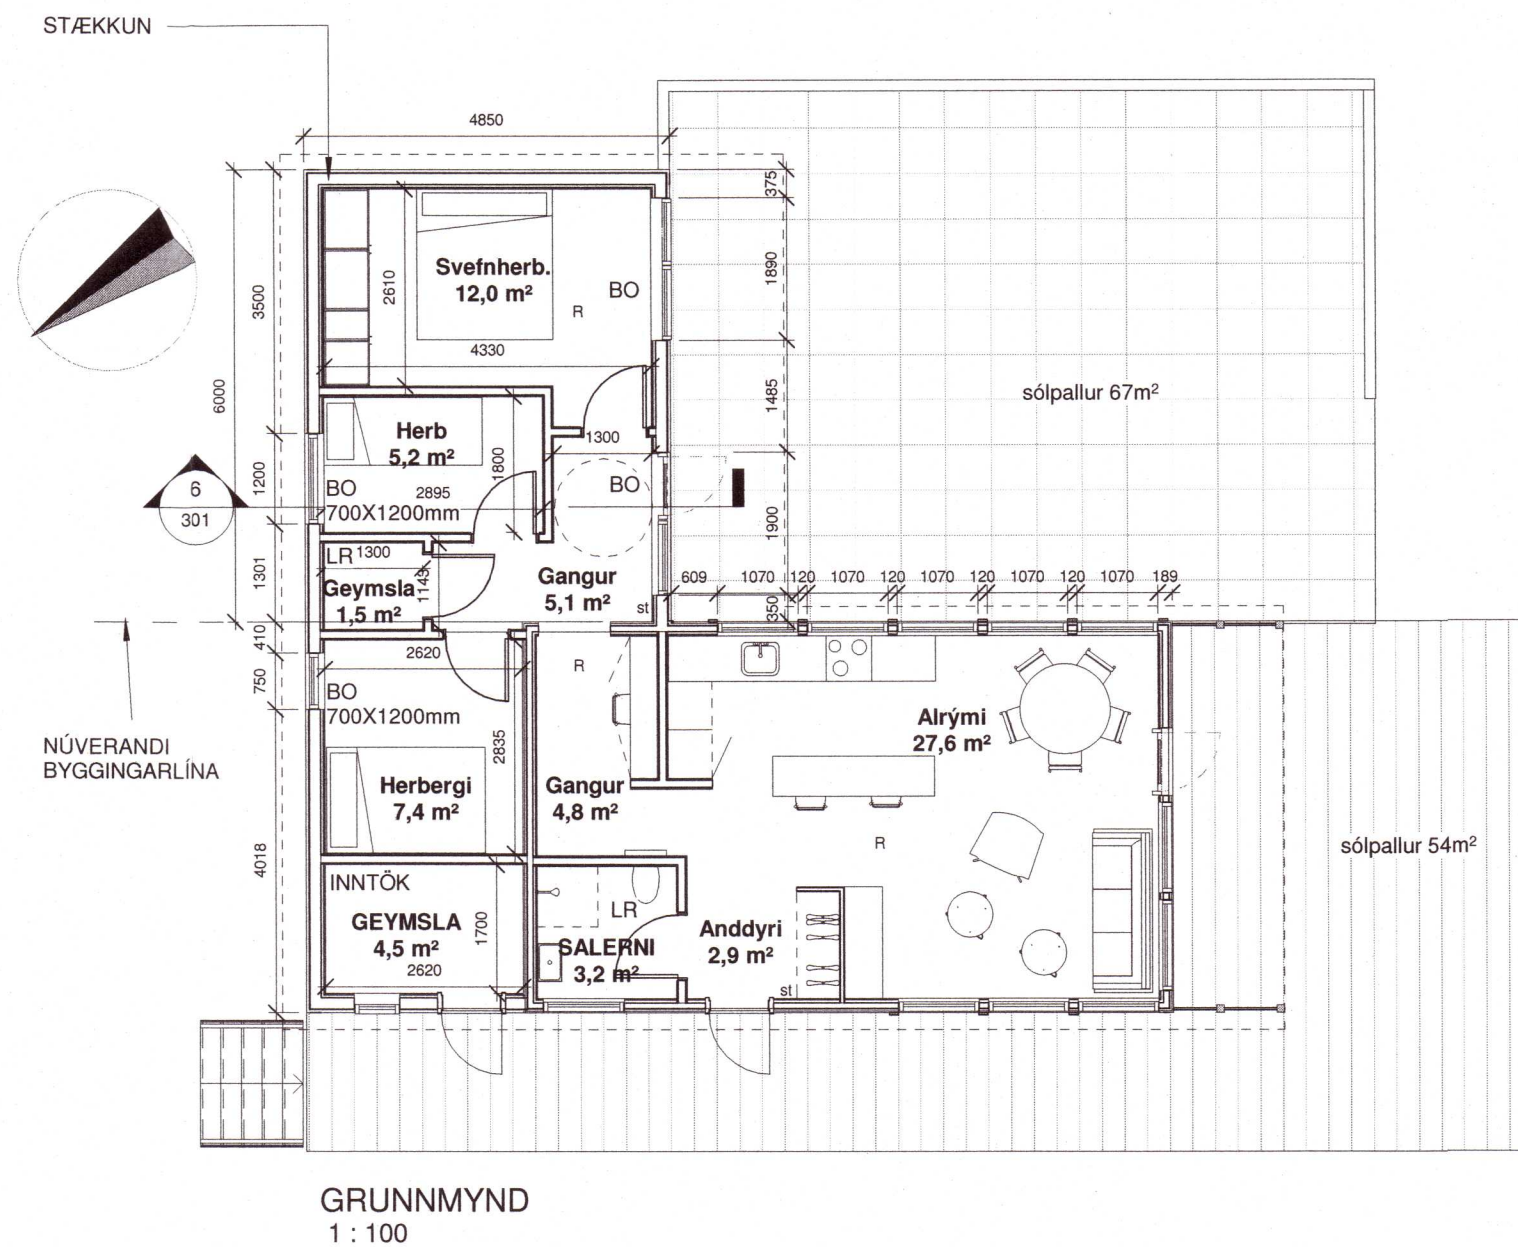 STÆKKUN
4850
375
3500
6000
2610
Svefnherb.
12,0 m²
BO
R
1890
4330
1485
sólpallur 67m²
Herb
5,2 m²
1800
1300
6
301
1200
BO
2895
700X1200mm
BO
1900
1301
LR
1300
1143
Geymsla
1,5 m²
Gangur
5,1 m²
st
609
1070
120
1070
120
1070
120
1070
120
1070
189
350
410
2620
R
750
BO
700X1200mm
2835
Alrými
27,6 m²
NÚVERANDI
BYGGINGARLÍNA
Herbergi
7,4 m²
Gangur
4,8 m²
4018
R
sólpallur 54m²
INNTÖK
GEYMSLA
4,5 m²
1700
2620
LR
SALERNI
3,2 m²
Anddyri
2,9 m²
st
GRUNNMYND
1 : 100